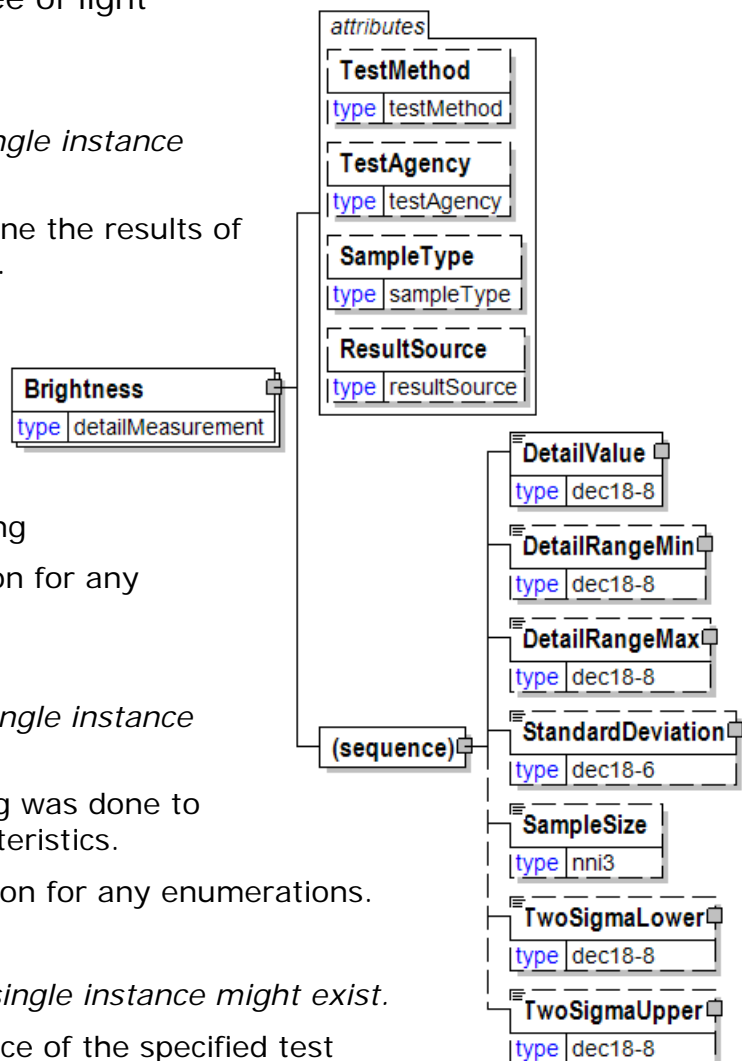 ee of light
ngle instance
ine the results of
.
ng
on for any
ngle instance
g was done to
teristics.
on for any enumerations.
single instance might exist.
ce of the specified test
attributes
TestMethod
type testMethod
TestAgency
type testAgency
SampleType
type sampleType
ResultSource
type resultSource
Brightness
type detailMeasurement
(sequence)
DetailValue
type dec18-8
DetailRangeMin
type dec18-8
DetailRangeMax
type dec18-8
StandardDeviation
type dec18-6
SampleSize
type nni3
TwoSigmaLower
type dec18-8
TwoSigmaUpper
type dec18-8